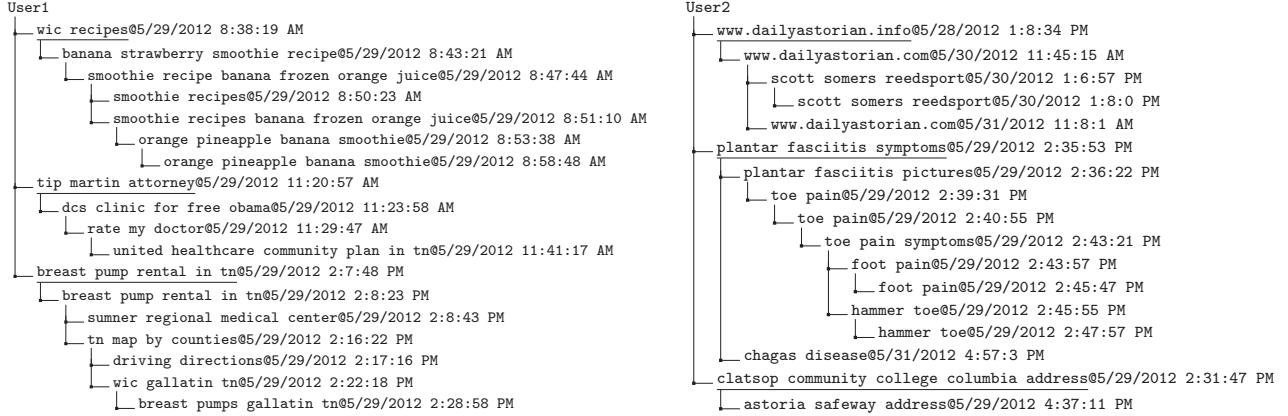 User1
wic recipes@5/29/2012 8:38:19 AM
banana strawberry smoothie recipe@5/29/2012 8:43:21 AM
smoothie recipe banana frozen orange juice@5/29/2012 8:47:44 AM
smoothie recipes@5/29/2012 8:50:23 AM
smoothie recipes banana frozen orange juice@5/29/2012 8:51:10 AM
orange pineapple banana smoothie@5/29/2012 8:53:38 AM
orange pineapple banana smoothie@5/29/2012 8:58:48 AM
tip martin attorney@5/29/2012 11:20:57 AM
dcs clinic for free obama@5/29/2012 11:23:58 AM
rate my doctor@5/29/2012 11:29:47 AM
united healthcare community plan in tn@5/29/2012 11:41:17 AM
breast pump rental in tn@5/29/2012 2:7:48 PM
breast pump rental in tn@5/29/2012 2:8:23 PM
sumner regional medical center@5/29/2012 2:8:43 PM
tn map by counties@5/29/2012 2:16:22 PM
driving directions@5/29/2012 2:17:16 PM
wic gallatin tn@5/29/2012 2:22:18 PM
breast pumps gallatin tn@5/29/2012 2:28:58 PM
User2
www.dailyastorian.info@5/28/2012 1:8:34 PM
www.dailyastorian.com@5/30/2012 11:45:15 AM
scott somers reedsport@5/30/2012 1:6:57 PM
scott somers reedsport@5/30/2012 1:8:0 PM
www.dailyastorian.com@5/31/2012 11:8:1 AM
plantar fasciitis symptoms@5/29/2012 2:35:53 PM
plantar fasciitis pictures@5/29/2012 2:36:22 PM
toe pain@5/29/2012 2:39:31 PM
toe pain@5/29/2012 2:40:55 PM
toe pain symptoms@5/29/2012 2:43:21 PM
foot pain@5/29/2012 2:43:57 PM
foot pain@5/29/2012 2:45:47 PM
hammer toe@5/29/2012 2:45:55 PM
hammer toe@5/29/2012 2:47:57 PM
chagas disease@5/31/2012 4:57:3 PM
clatsop community college columbia address@5/29/2012 2:31:47 PM
astoria safeway address@5/29/2012 4:37:11 PM